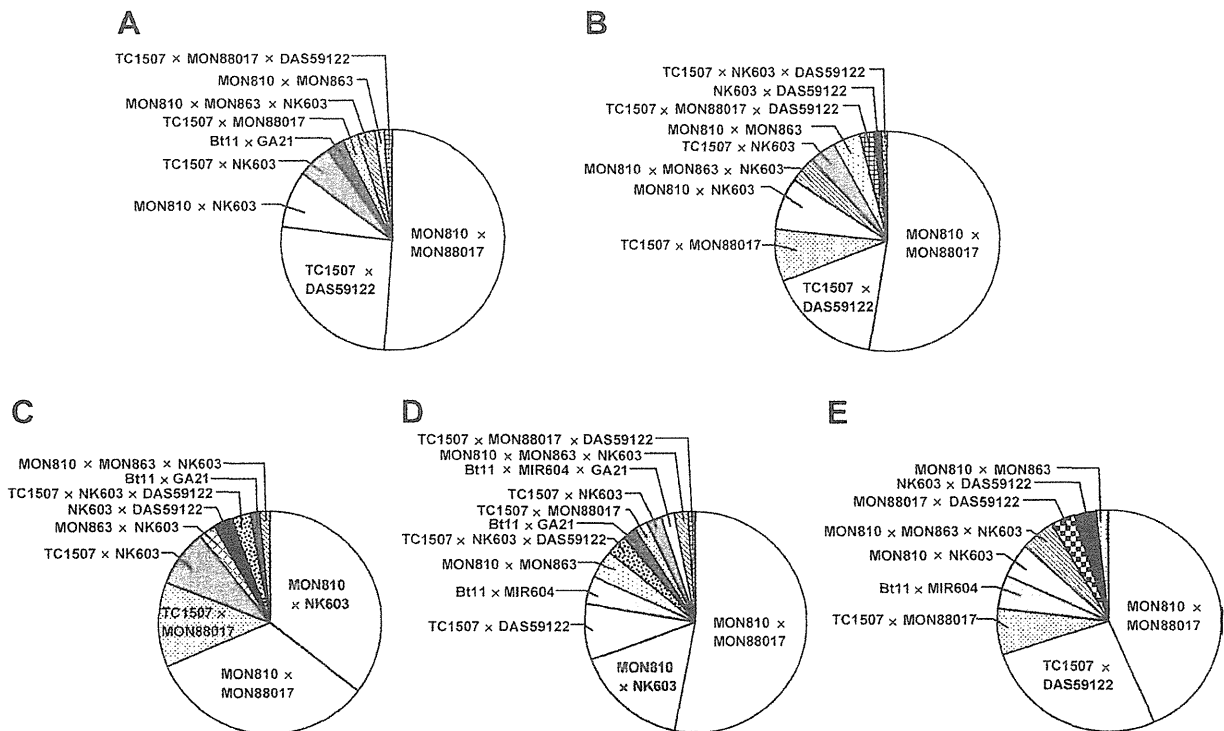 A
TC1507 × MON88017 × DAS59122
MON810 × MON863
MON810 × MON863 × NK603
TC1507 × MON88017
Bt11 × GA21
TC1507 × NK603
MON810 × NK603
TC1507 ×
DAS59122
MON810 ×
MON88017
B
TC1507 × NK603 × DAS59122
NK603 × DAS59122
TC1507 × MON88017 × DAS59122
MON810 × MON863
TC1507 × NK603
MON810 × MON863 × NK603
MON810 × NK603
TC1507 × MON88017
TC1507 ×
DAS59122
MON810 ×
MON88017
C
MON810 × MON863 × NK603
Bt11 × GA21
TC1507 × NK603 × DAS59122
NK603 × DAS59122
MON863 × NK603
TC1507 × NK603
TC1507 ×
MON88017
MON810 ×
MON88017
MON810
× NK603
D
TC1507 × MON88017 × DAS59122
MON810 × MON863 × NK603
Bt11 × MIR604 × GA21
TC1507 × NK603
TC1507 × MON88017
Bt11 × GA21
TC1507 × NK603 × DAS59122
MON810 × MON863
Bt11 × MIR604
TC1507 × DAS59122
MON810
× NK603
MON810 ×
MON88017
E
MON810 × MON863
NK603 × DAS59122
MON88017 × DAS59122
MON810 × MON863 × NK603
MON810 × NK603
Bt11 × MIR604
TC1507 × MON88017
TC1507 ×
DAS59122
MON810 ×
MON88017